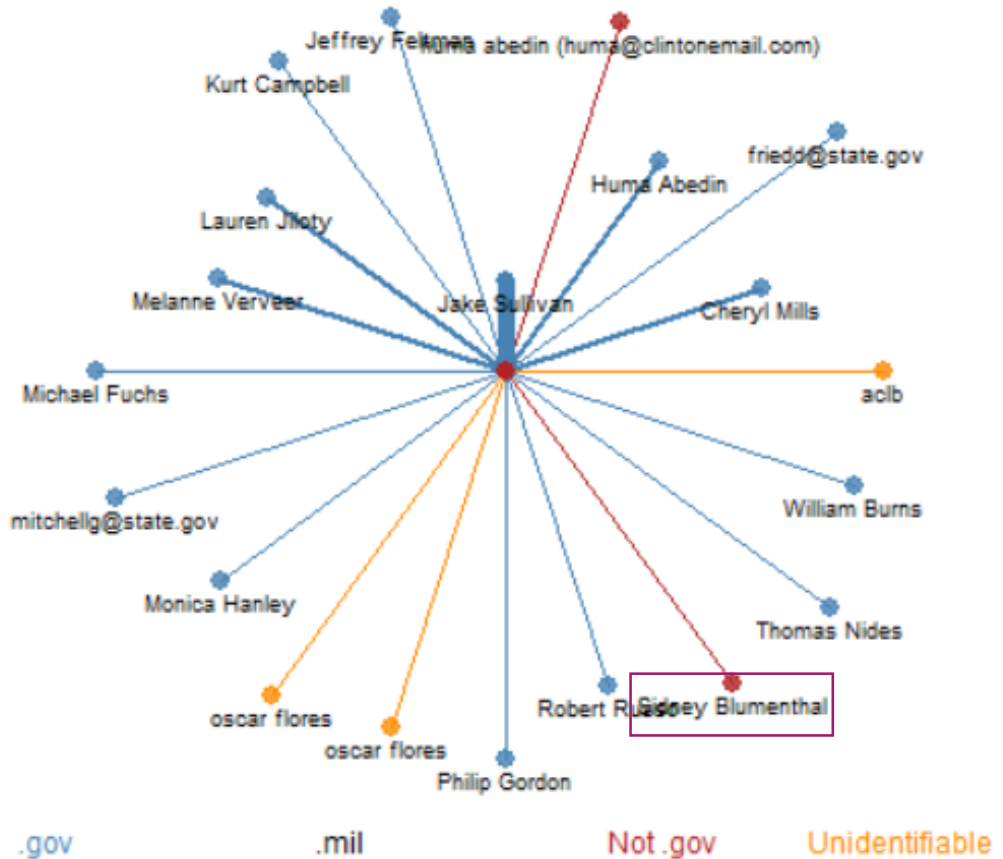 Jeffrey Feltman
huma abedin (huma@clintonemail.com)
Kurt Campbell
friedd@state.gov
Huma Abedin
Lauren Jiloty
Melanne Verveer
Jake Sullivan
Cheryl Mills
Michael Fuchs
aclb
William Burns
mitchellg@state.gov
Monica Hanley
Thomas Nides
oscar flores
Robert Russo
Sidney Blumenthal
oscar flores
Philip Gordon
.gov .mil Not .gov Unidentifiable